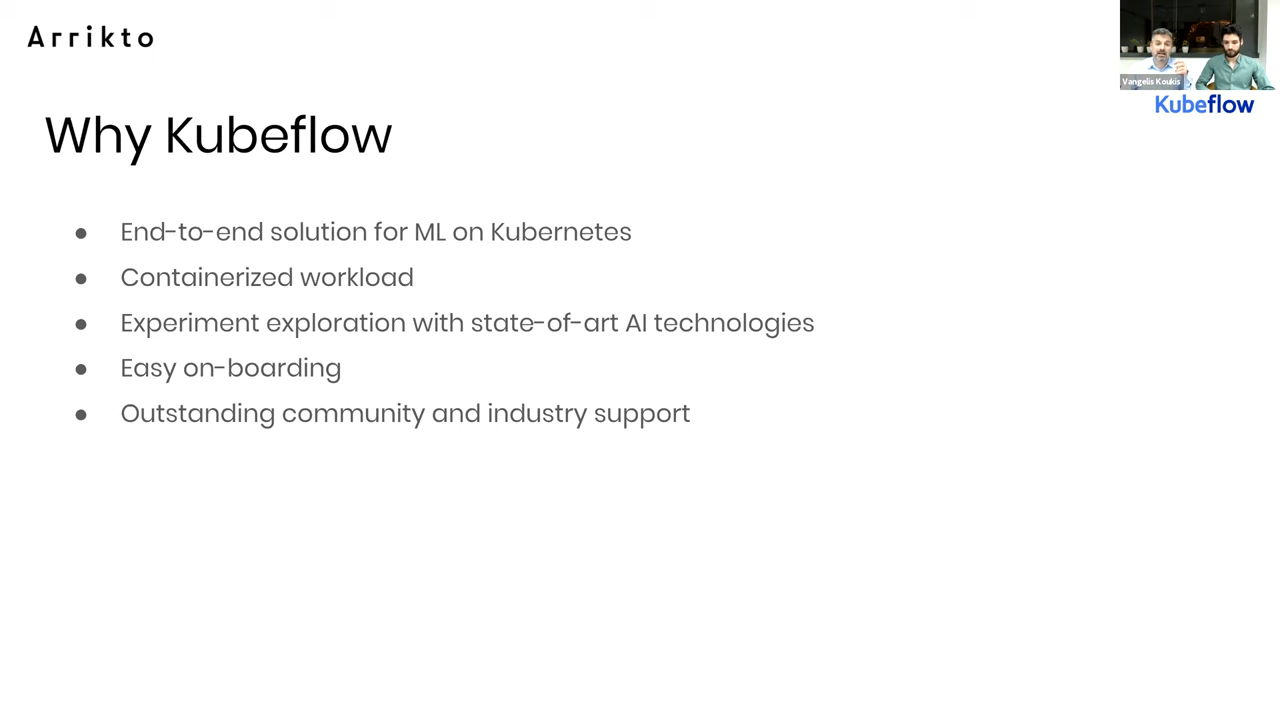 Arrikto
Vangelis Koukis
Kubeflow
Why Kubeflow
● End-to-end solution for ML on Kubernetes
● Containerized workload
● Experiment exploration with state-of-art AI technologies
● Easy on-boarding
● Outstanding community and industry support